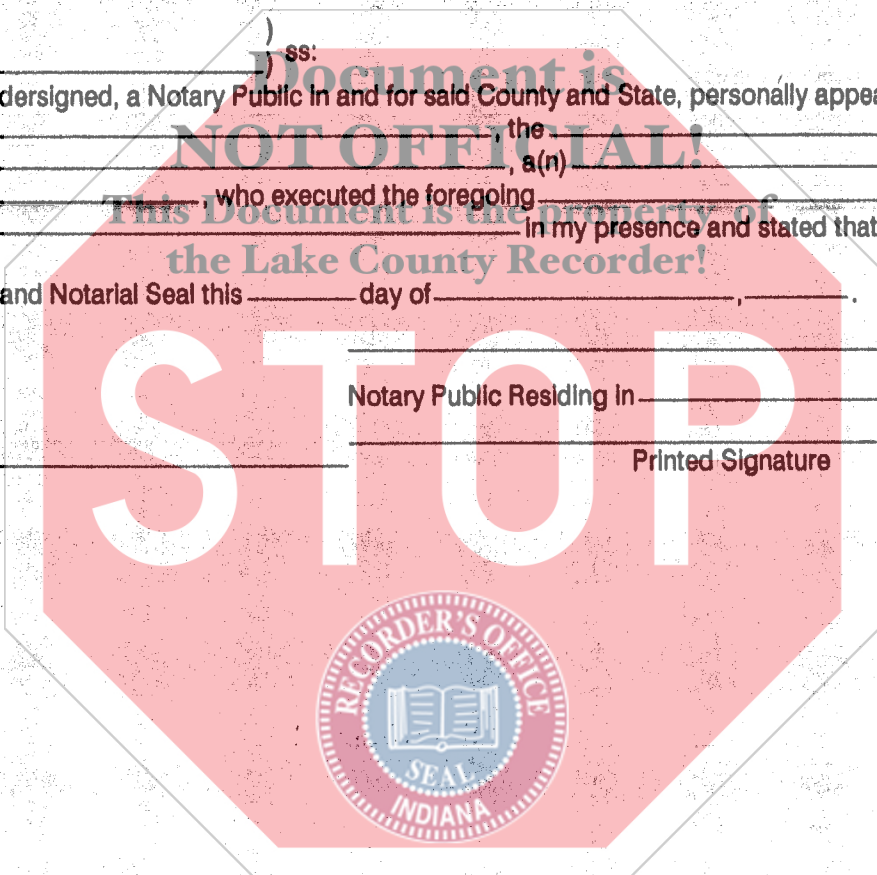 )
) ss:
Document is
dersigned, a Notary Public in and for said County and State, personally appea
, the
NOT OFFICIAL!
, a(n)
, who executed the foregoing
This Document is the property of
in my presence and stated that
the Lake County Recorder!
and Notarial Seal this day of , .
STOP
Notary Public Residing in
Printed Signature
RECORDER'S OFFICE
SEAL
INDIANA